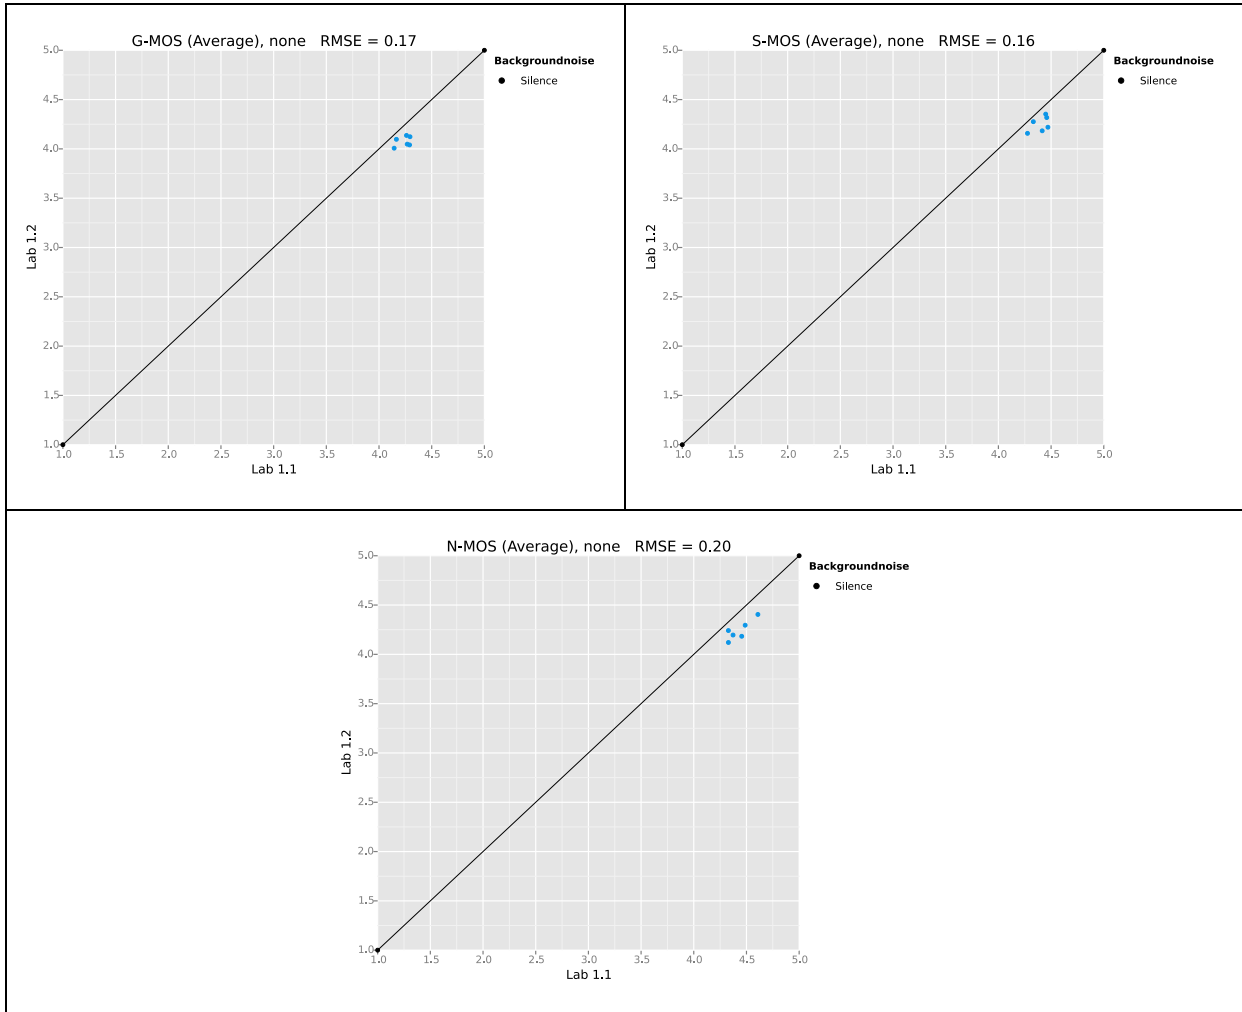 G-MOS (Average), none RMSE = 0.17
5.0
4.5
4.0
3.5
3.0
2.5
2.0
1.5
1.0
Lab 1.2
1.0 1.5 2.0 2.5 3.0 3.5 4.0 4.5 5.0
Lab 1.1
Backgroundnoise
Silence
S-MOS (Average), none RMSE = 0.16
5.0
4.5
4.0
3.5
3.0
2.5
2.0
1.5
1.0
Lab 1.2
1.0 1.5 2.0 2.5 3.0 3.5 4.0 4.5 5.0
Lab 1.1
Backgroundnoise
Silence
N-MOS (Average), none RMSE = 0.20
5.0
4.5
4.0
3.5
3.0
2.5
2.0
1.5
1.0
Lab 1.2
1.0 1.5 2.0 2.5 3.0 3.5 4.0 4.5 5.0
Lab 1.1
Backgroundnoise
Silence